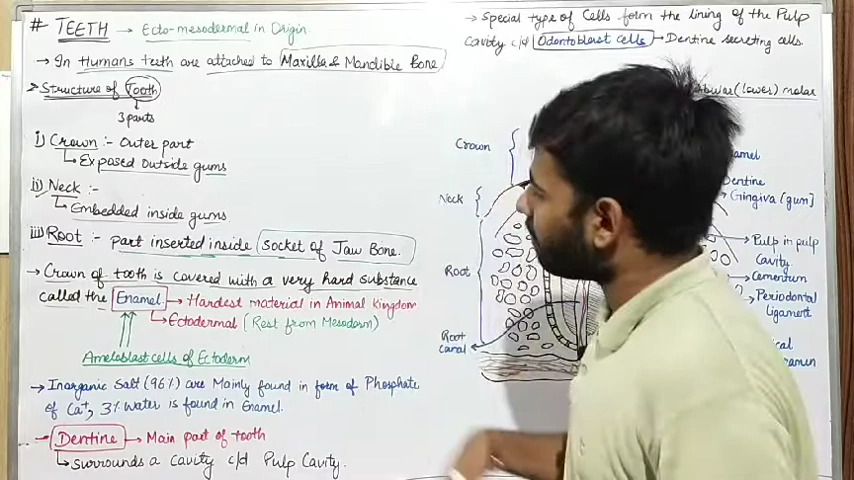 # TEETH → Ecto-mesodermal in Origin.
→ In Humans teeth are attached to Maxilla & Mandible Bone
→ Structure of Tooth
3 parts
i) Crown :- Outer part
→ Exposed outside gums
ii) Neck :-
→ Embedded inside gums
iii) Root :- part inserted inside socket of Jaw Bone.
→ Crown of tooth is covered with a very hard substance
called the Enamel → Hardest material in Animal kingdom
→ Ectodermal (Rest from Mesoderm)
Ameloblast cells of Ectoderm
→ Inorganic Salt (96%) are Mainly found in form of Phosphate
of Ca+, 3% water is found in Enamel.
→ Dentine → Main part of tooth
→ surrounds a cavity c/d Pulp Cavity.
→ Special type of Cells form the lining of the Pulp
Cavity c/d Odontoblast cells → Dentine secreting cells.
(lower) molar
Crown
Neck
Root
Root
canal
Dentine
Gingiva (gum)
Pulp in pulp
cavity.
Cementum
Periodontal
ligament